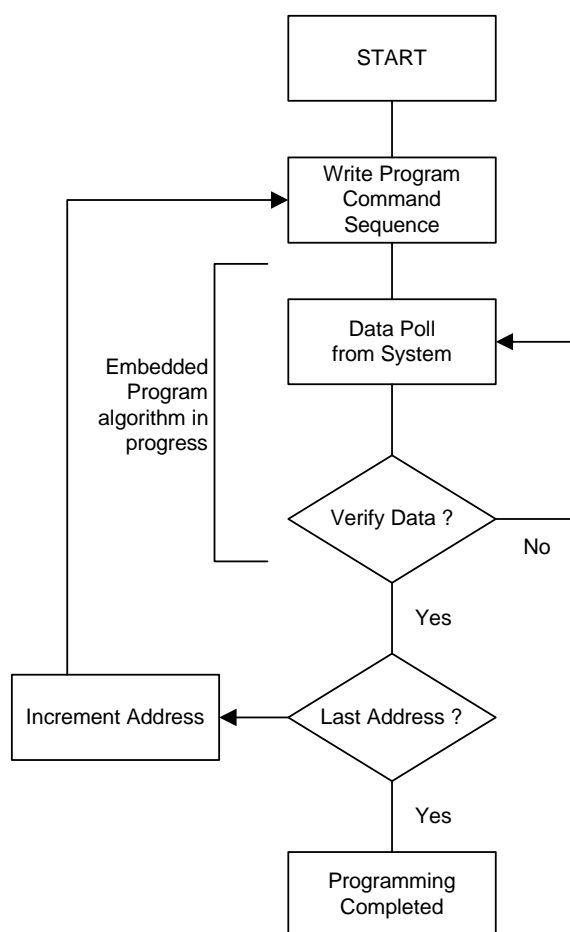 START
Write Program
Command
Sequence
Data Poll
from System
Embedded
Program
algorithm in
progress
Verify Data ?
No
Yes
Increment Address
Last Address ?
Yes
Programming
Completed